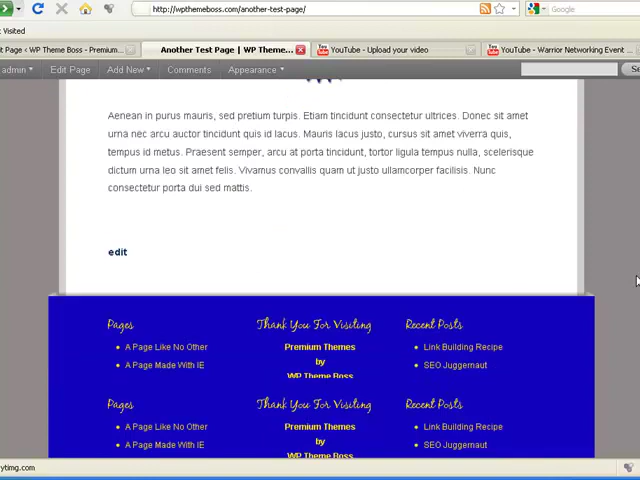 http://wpthemeboss.com/another-test-page/
Google
t Visited
t Page < WP Theme Boss - Premium...
Another Test Page | WP Theme...
YouTube - Upload your video
YouTube - Warrior Networking Event ...
admin
Edit Page
Add New
Comments
Appearance
Se
Aenean in purus mauris, sed pretium turpis. Etiam tincidunt consectetur ultrices. Donec sit amet
urna nec arcu auctor tincidunt quis id lacus. Mauris lacus justo, cursus sit amet viverra quis,
tempus id metus. Praesent semper, arcu at porta tincidunt, tortor ligula tempus nulla, scelerisque
dictum urna leo sit amet felis. Vivamus convallis quam ut justo ullamcorper facilisis. Nunc
consectetur porta dui sed mattis.
edit
Pages
A Page Like No Other
A Page Made With IE
Thank You For Visiting
Premium Themes
by
WP Theme Boss
Recent Posts
Link Building Recipe
SEO Juggernaut
Pages
A Page Like No Other
A Page Made With IE
Thank You For Visiting
Premium Themes
by
WP Theme Boss
Recent Posts
Link Building Recipe
SEO Juggernaut
ytimg.com